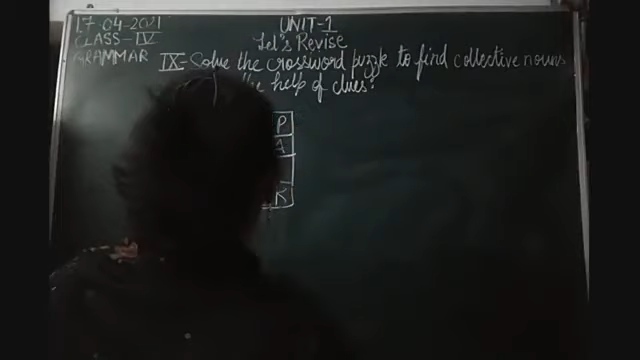 17-04-2021
CLASS-IV
GRAMMAR
UNIT-1
Let's Revise
IX- Solve the crossword puzzle to find collective nouns
the help of clues:
P
A
K